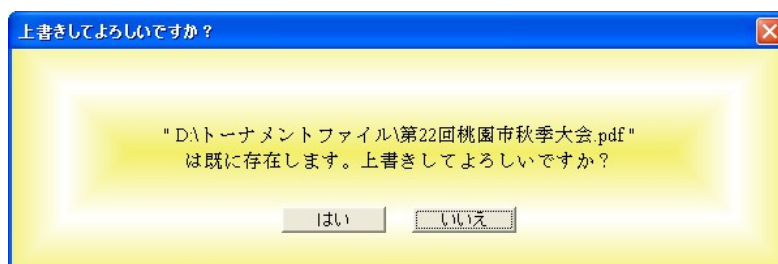 上書きしてよろしいですか？
" D:\トーナメントファイル\第22回桃園市秋季大会.pdf "
は既に存在します。上書きしてよろしいですか？
はい
いいえ